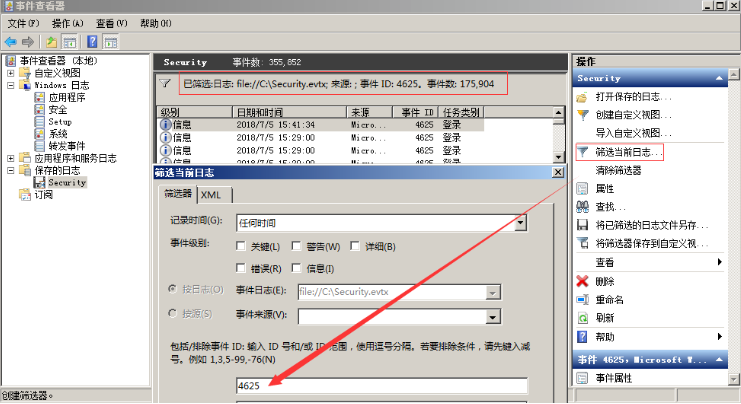 事件查看器
文件(F) 操作(A) 查看(V) 帮助(H)
事件查看器 (本地)
自定义视图
Windows 日志
应用程序
安全
Setup
系统
转发事件
应用程序和服务日志
保存的日志
Security
订阅
Security 事件数: 355,852
已筛选:日志: file://C:\Security.evtx; 来源: ; 事件 ID: 4625。事件数: 175,904
级别 日期和时间 来源 事件 ID 任务类别
信息 2018/7/5 15:41:34 Micro... 4625 登录
信息 2018/7/5 15:29:00 Micro... 4625 登录
信息 2018/7/5 15:29:00 Micro... 4625 登录
信息 2018/7/5 15:27:00 Micro... 4625 登录
筛选当前日志
筛选器 XML
记录时间(G): 任何时间
事件级别: 关键(L) 警告(W) 详细(B)
错误(R) 信息(I)
按日志(O) 事件日志(E): file://C:\Security.evtx
按源(S) 事件来源(V):
包括/排除事件 ID: 输入 ID 号和/或 ID 范围，使用逗号分隔。若要排除条件，请先键入减
号。例如 1,3,5-99,-76(N)
4625
操作
Security
打开保存的日志...
创建自定义视图...
导入自定义视图...
筛选当前日志...
清除筛选器
属性
查找...
将已筛选的日志文件另存...
将筛选器保存到自定义视...
查看
删除
重命名
刷新
帮助
事件 4625，Microsoft W...
事件属性
创建筛选器。